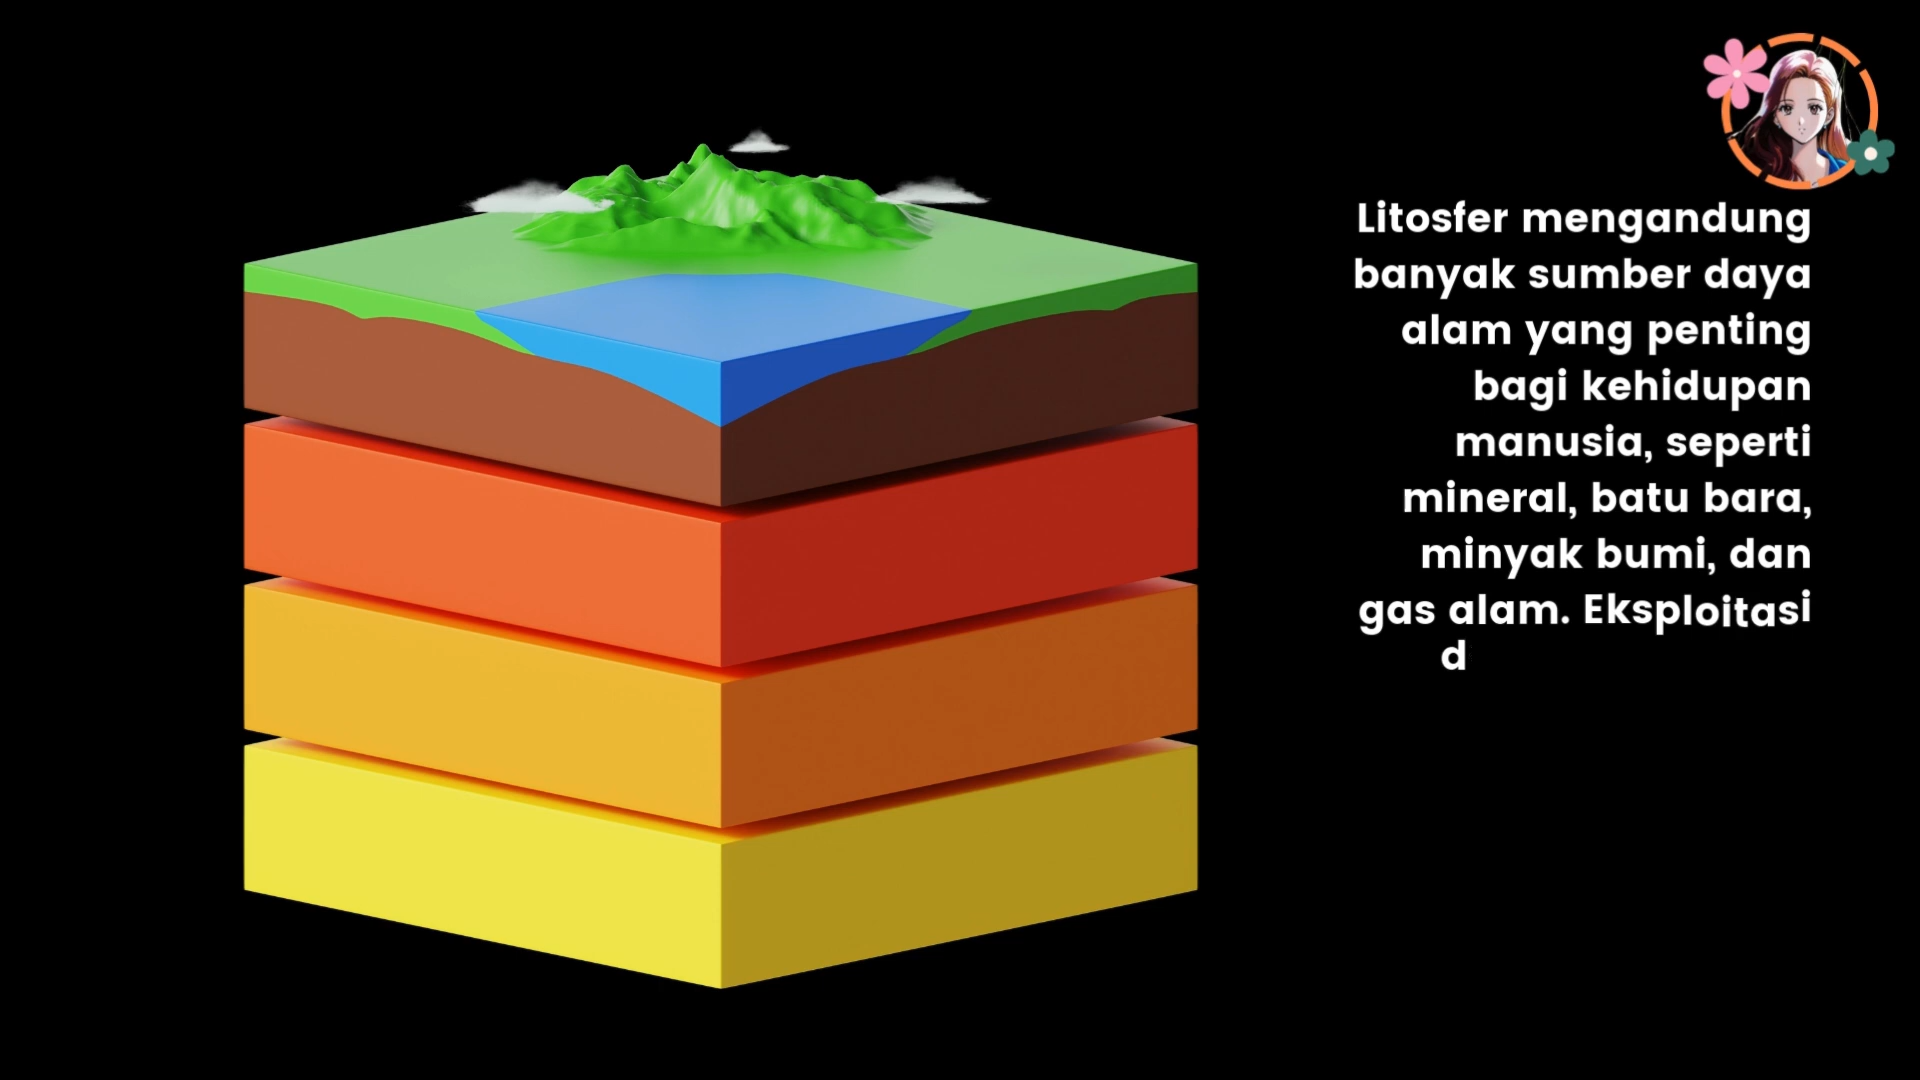 Litosfer mengandung
banyak sumber daya
alam yang penting
bagi kehidupan
manusia, seperti
mineral, batu bara,
minyak bumi, dan
gas alam. Eksploitasi
d